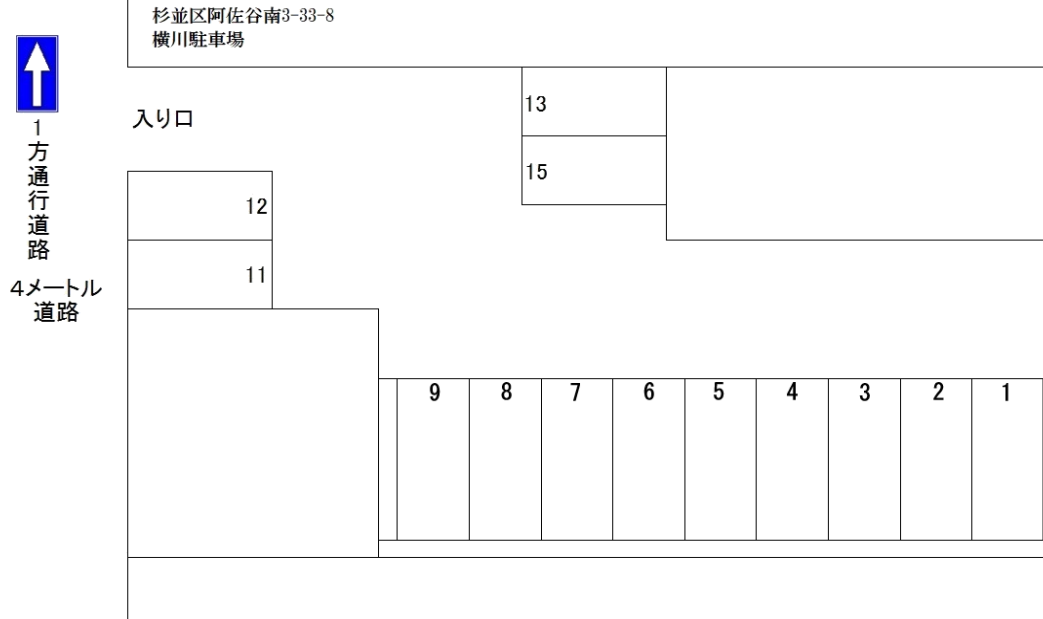 杉並区阿佐谷南3-33-8
横川駐車場
入り口
1方通行道路
4メートル
道路
13
15
12
11
9 8 7 6 5 4 3 2 1